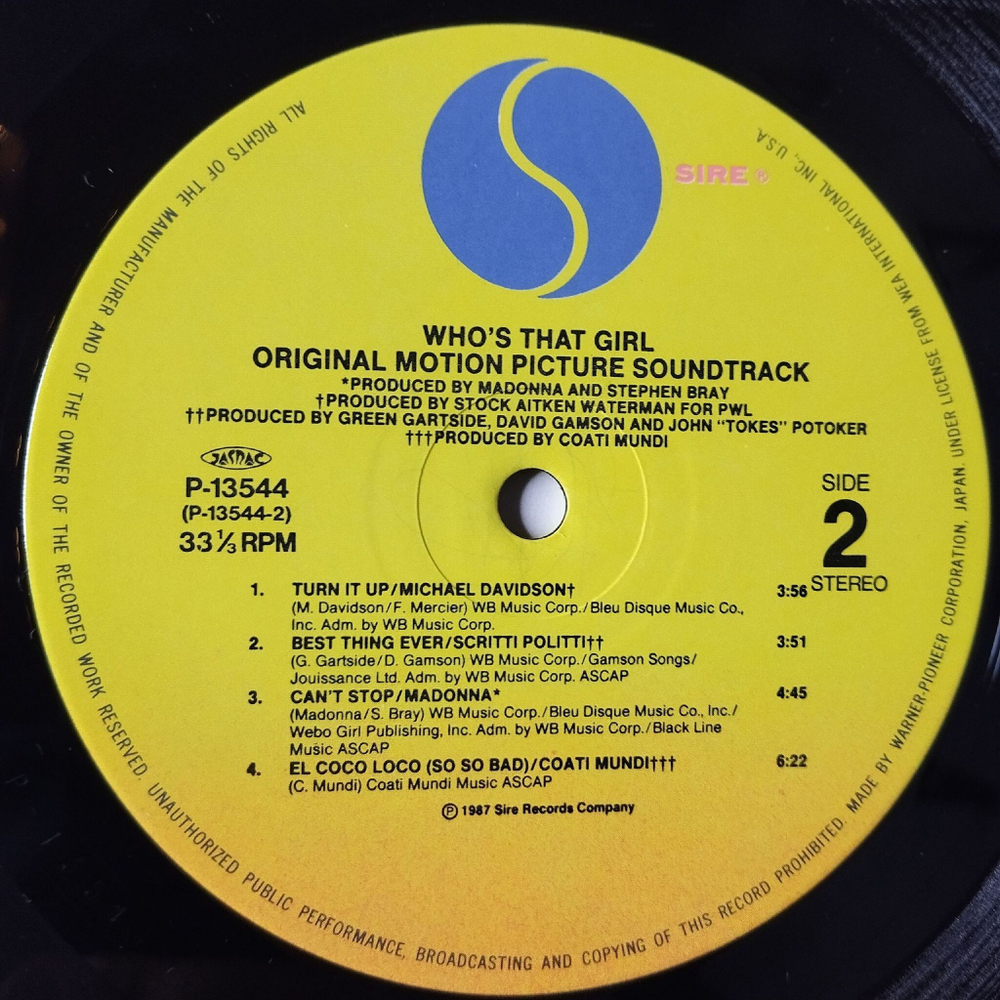 SIRE ®
WHO'S THAT GIRL
ORIGINAL MOTION PICTURE SOUNDTRACK
*PRODUCED BY MADONNA AND STEPHEN BRAY
†PRODUCED BY STOCK AITKEN WATERMAN FOR PWL
††PRODUCED BY GREEN GARTSIDE, DAVID GAMSON AND JOHN "TOKES" POTOKER
†††PRODUCED BY COATI MUNDI
JASRAC
P-13544
(P-13544-2)
33⅓ RPM
SIDE
2
STEREO
1. TURN IT UP/MICHAEL DAVIDSON† 3:56
(M. Davidson/F. Mercier) WB Music Corp./Bleu Disque Music Co.,
Inc. Adm. by WB Music Corp.
2. BEST THING EVER/SCRITTI POLITTI†† 3:51
(G. Gartside/D. Gamson) WB Music Corp./Gamson Songs/
Jouissance Ltd. Adm. by WB Music Corp. ASCAP
3. CAN'T STOP/MADONNA* 4:45
(Madonna/S. Bray) WB Music Corp./Bleu Disque Music Co., Inc./
Webo Girl Publishing, Inc. Adm. by WB Music Corp./Black Line
Music ASCAP
4. EL COCO LOCO (SO SO BAD)/COATI MUNDI††† 6:22
(C. Mundi) Coati Mundi Music ASCAP
℗ 1987 Sire Records Company
ALL RIGHTS OF THE MANUFACTURER AND OF THE OWNER OF THE RECORDED WORK RESERVED. UNAUTHORIZED PUBLIC PERFORMANCE, BROADCASTING AND COPYING OF THIS RECORD PROHIBITED. MADE BY WARNER-PIONEER CORPORATION, JAPAN. UNDER LICENSE FROM WEA INTERNATIONAL INC., U.S.A.